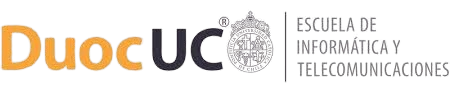 DuocUC®
ESCUELA DE
INFORMÁTICA Y
TELECOMUNICACIONES